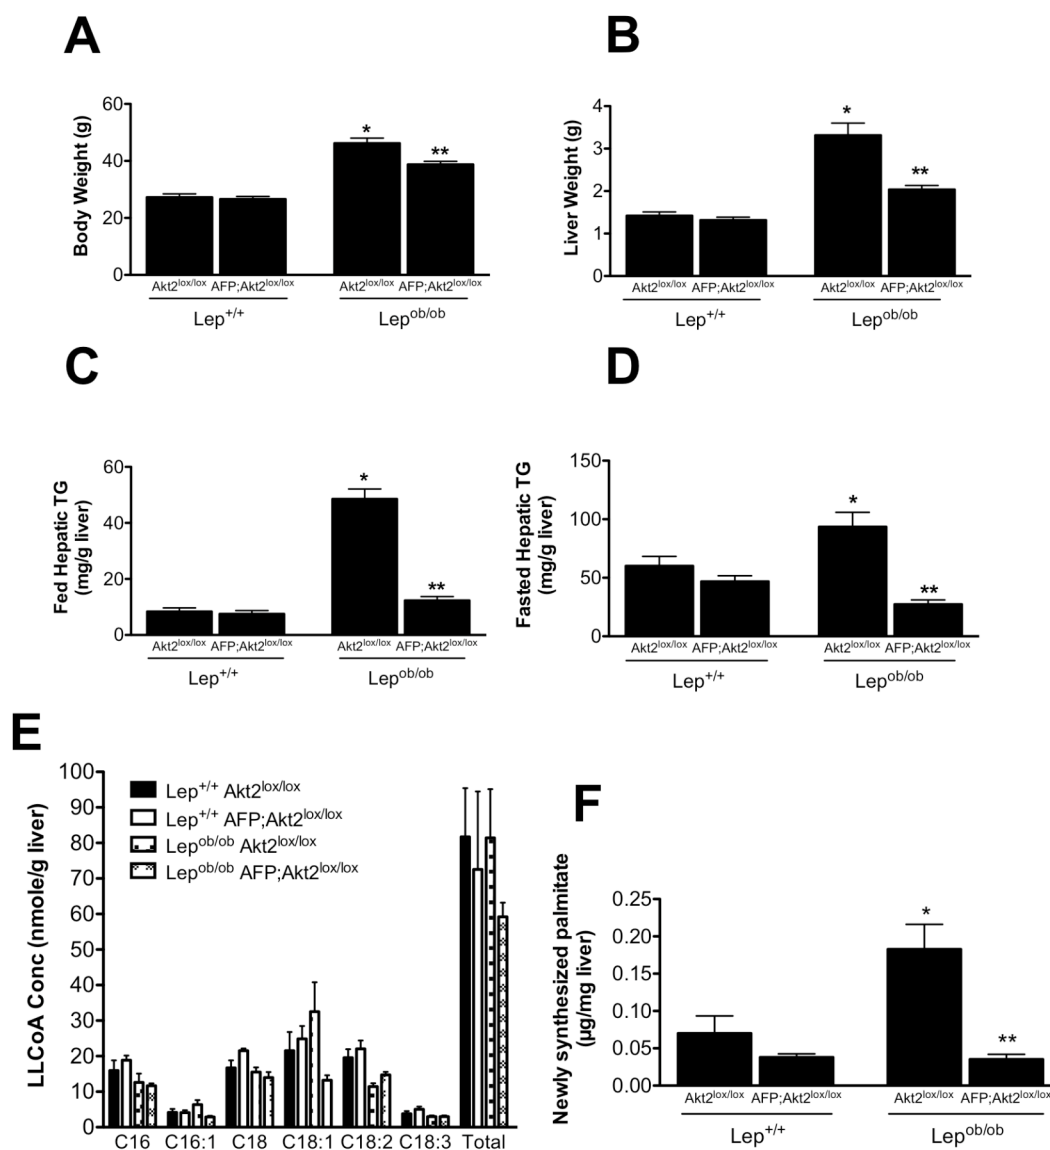 A
Body Weight (g)
60
40
20
0
*
**
Akt2lox/lox AFP;Akt2lox/lox Akt2lox/lox AFP;Akt2lox/lox
Lep+/+ Lepob/ob
B
Liver Weight (g)
4
3
2
1
0
*
**
Akt2lox/lox AFP;Akt2lox/lox Akt2lox/lox AFP;Akt2lox/lox
Lep+/+ Lepob/ob
C
Fed Hepatic TG
(mg/g liver)
60
40
20
0
*
**
Akt2lox/lox AFP;Akt2lox/lox Akt2lox/lox AFP;Akt2lox/lox
Lep+/+ Lepob/ob
D
Fasted Hepatic TG
(mg/g liver)
150
100
50
0
*
**
Akt2lox/lox AFP;Akt2lox/lox Akt2lox/lox AFP;Akt2lox/lox
Lep+/+ Lepob/ob
E
LLCoA Conc (nmole/g liver)
100
90
80
70
60
50
40
30
20
10
0
Lep+/+ Akt2lox/lox
Lep+/+ AFP;Akt2lox/lox
Lepob/ob Akt2lox/lox
Lepob/ob AFP;Akt2lox/lox
C16 C16:1 C18 C18:1 C18:2 C18:3 Total
F
Newly synthesized palmitate
(µg/mg liver)
0.25
0.20
0.15
0.10
0.05
0.00
*
**
Akt2lox/lox AFP;Akt2lox/lox Akt2lox/lox AFP;Akt2lox/lox
Lep+/+ Lepob/ob